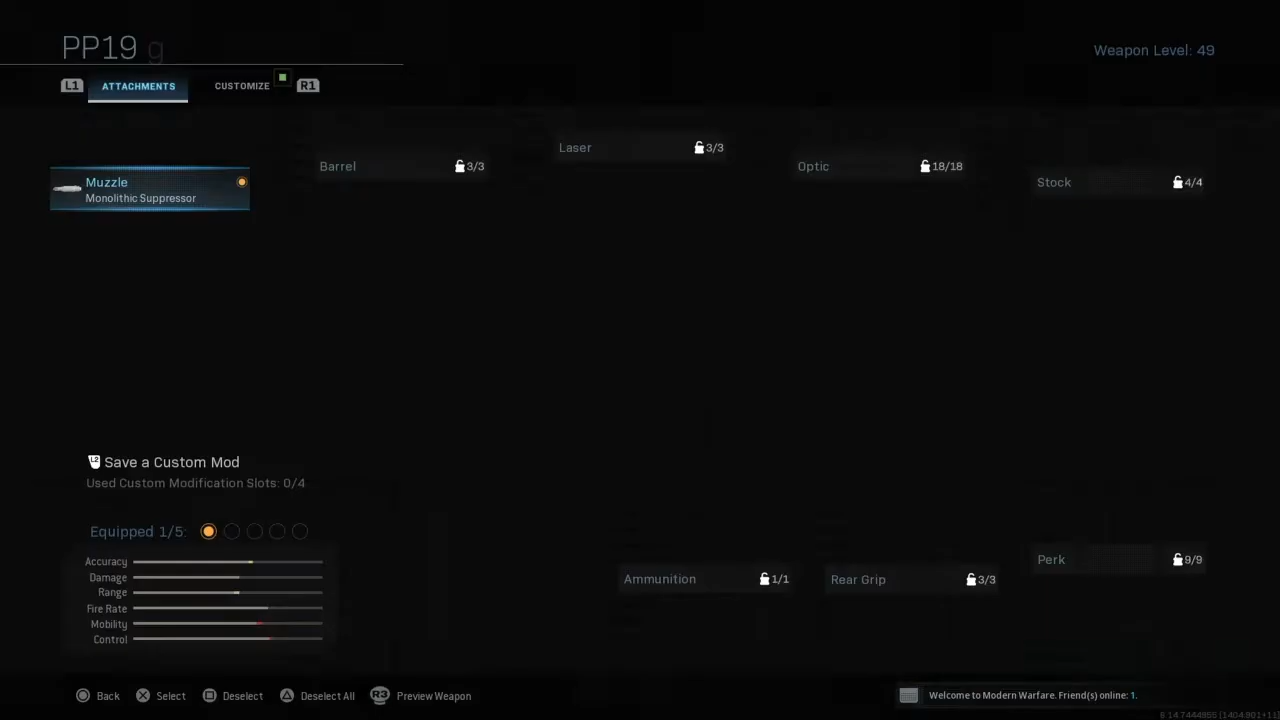 PP19 g
Weapon Level: 49
L1 ATTACHMENTS CUSTOMIZE R1
Laser 3/3
Barrel 3/3
Optic 18/18
Muzzle
Monolithic Suppressor
Stock 4/4
L2 Save a Custom Mod
Used Custom Modification Slots: 0/4
Equipped 1/5:
Accuracy
Damage
Range
Fire Rate
Mobility
Control
Perk 9/9
Ammunition 1/1
Rear Grip 3/3
Back Select Deselect Deselect All R3 Preview Weapon
Welcome to Modern Warfare. Friend(s) online: 1.